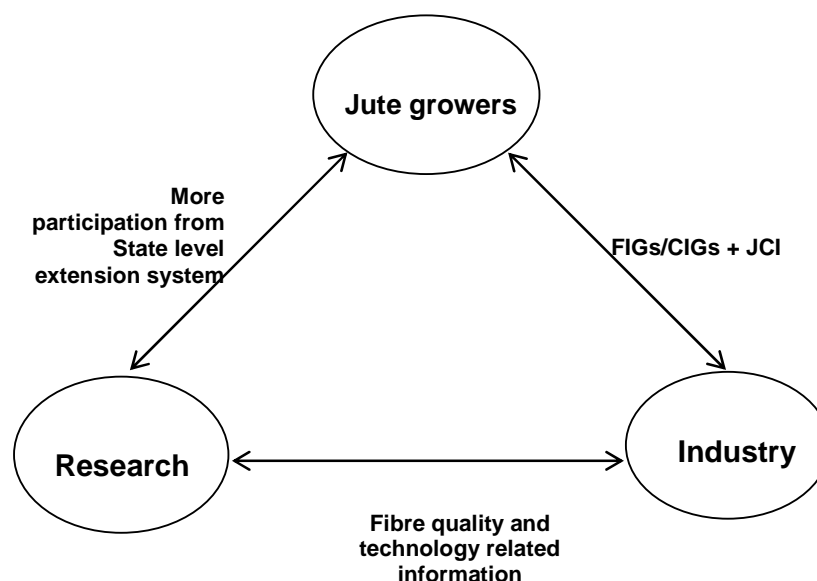 Jute growers
More
participation from
State level
extension system
FIGs/CIGs + JCI
Research
Industry
Fibre quality and
technology related
information